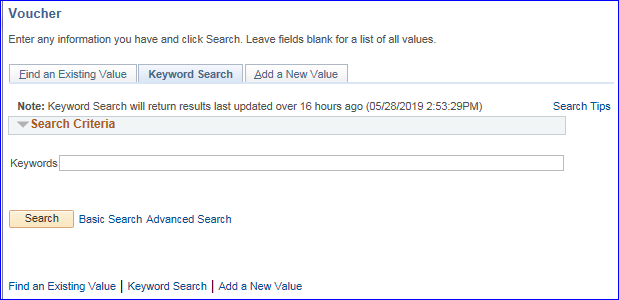 Voucher
Enter any information you have and click Search. Leave fields blank for a list of all values.
Find an Existing Value Keyword Search Add a New Value
Note: Keyword Search will return results last updated over 16 hours ago (05/28/2019 2:53:29PM) Search Tips
Search Criteria
Keywords
Search Basic Search Advanced Search
Find an Existing Value | Keyword Search | Add a New Value